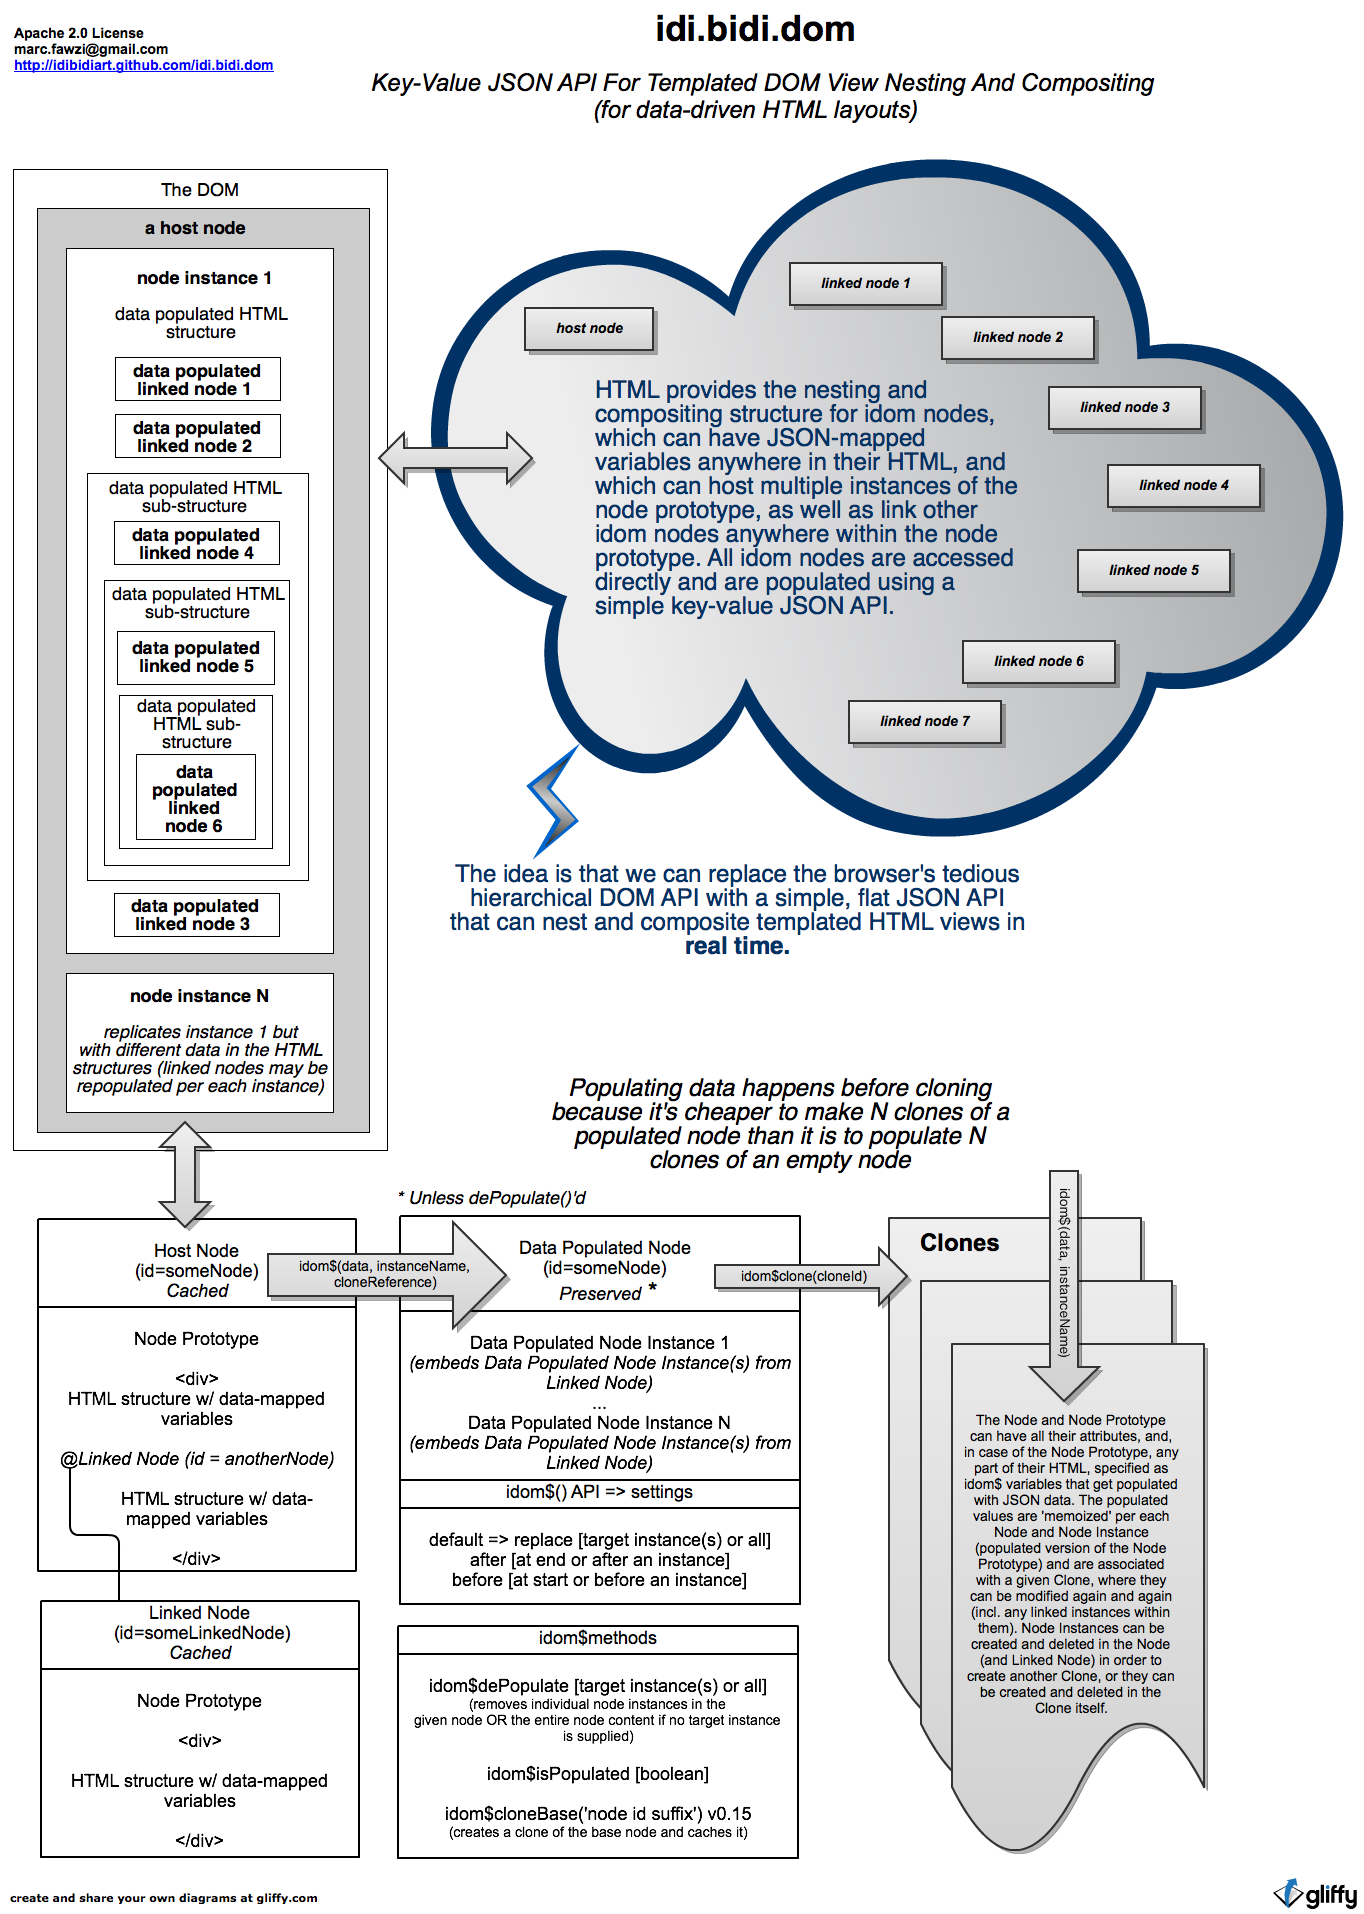 Apache 2.0 License
marc.fawzi@gmail.com
http://idibidiart.github.com/idi.bidi.dom
idi.bidi.dom
Key-Value JSON API For Templated DOM View Nesting And Compositing
(for data-driven HTML layouts)
The DOM
a host node
node instance 1
data populated HTML
structure
data populated
linked node 1
data populated
linked node 2
data populated HTML
sub-structure
data populated
linked node 4
data populated HTML
sub-structure
data populated
linked node 5
data populated
HTML sub-
structure
data
populated
linked
node 6
data populated
linked node 3
node instance N
replicates instance 1 but
with different data in the HTML
structures (linked nodes may be
repopulated per each instance)
host node
linked node 1
linked node 2
linked node 3
linked node 4
linked node 5
linked node 6
linked node 7
HTML provides the nesting and
compositing structure for idom nodes,
which can have JSON-mapped
variables anywhere in their HTML, and
which can host multiple instances of the
node prototype, as well as link other
idom nodes anywhere within the node
prototype. All idom nodes are accessed
directly and are populated using a
simple key-value JSON API.
The idea is that we can replace the browser's tedious
hierarchical DOM API with a simple, flat JSON API
that can nest and composite templated HTML views in
real time.
Populating data happens before cloning
because it's cheaper to make N clones of a
populated node than it is to populate N
clones of an empty node
* Unless dePopulate()'d
Host Node
(id=someNode)
Cached
Node Prototype
<div>
HTML structure w/ data-mapped
variables
@Linked Node (id = anotherNode)
HTML structure w/ data-
mapped variables
</div>
Linked Node
(id=someLinkedNode)
Cached
Node Prototype
<div>
HTML structure w/ data-mapped
variables
</div>
idom$(data, instanceName,
cloneReference)
Data Populated Node
(id=someNode)
Preserved *
Data Populated Node Instance 1
(embeds Data Populated Node Instance(s) from
Linked Node)
...
Data Populated Node Instance N
(embeds Data Populated Node Instance(s) from
Linked Node)
idom$() API => settings
default => replace [target instance(s) or all]
after [at end or after an instance]
before [at start or before an instance]
idom$methods
idom$dePopulate [target instance(s) or all]
(removes individual node instances in the
given node OR the entire node content if no target instance
is supplied)
idom$isPopulated [boolean]
idom$cloneBase('node id suffix') v0.15
(creates a clone of the base node and caches it)
idom$clone(cloneId)
Clones
idom$(data, instanceName)
The Node and Node Prototype
can have all their attributes, and,
in case of the Node Prototype, any
part of their HTML, specified as
idom$ variables that get populated
with JSON data. The populated
values are 'memoized' per each
Node and Node Instance
(populated version of the Node
Prototype) and are associated
with a given Clone, where they
can be modified again and again
(incl. any linked instances within
them). Node Instances can be
created and deleted in the Node
(and Linked Node) in order to
create another Clone, or they can
be created and deleted in the
Clone itself.
create and share your own diagrams at gliffy.com
gliffy